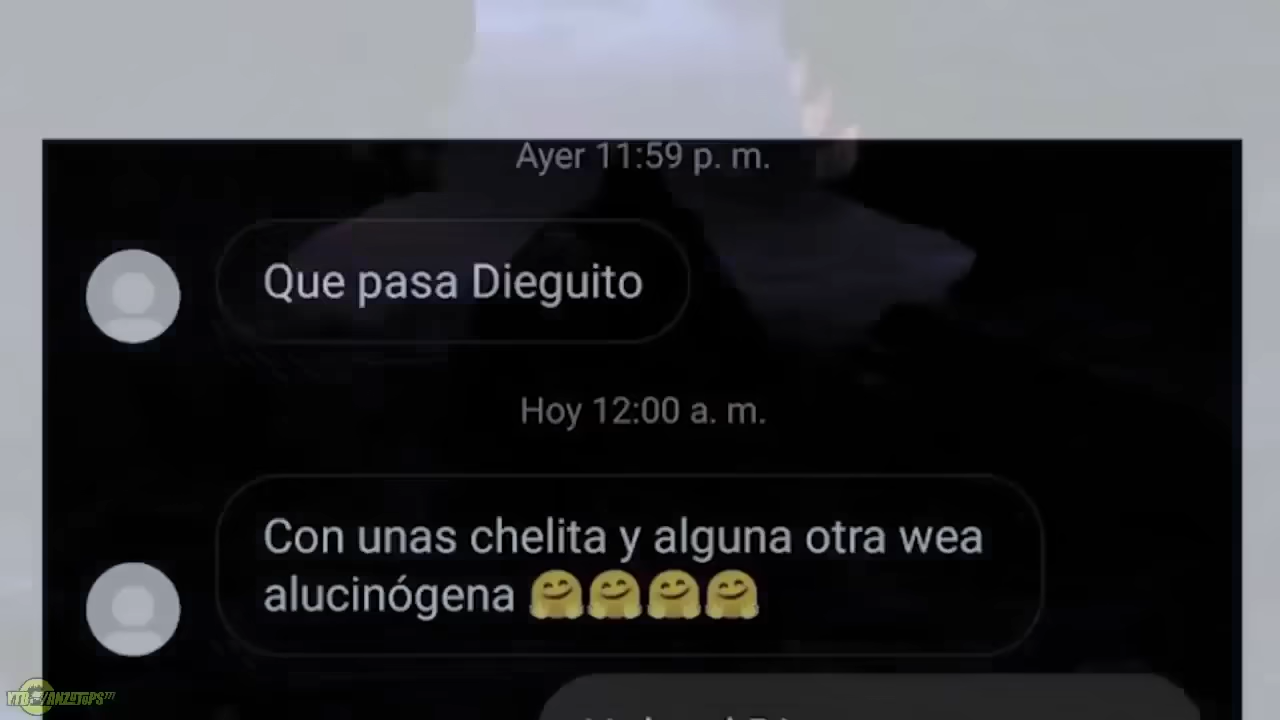 Ayer 11:59 p. m.
Que pasa Dieguito
Hoy 12:00 a. m.
Con unas chelita y alguna otra wea
alucinógena 🤗🤗🤗🤗